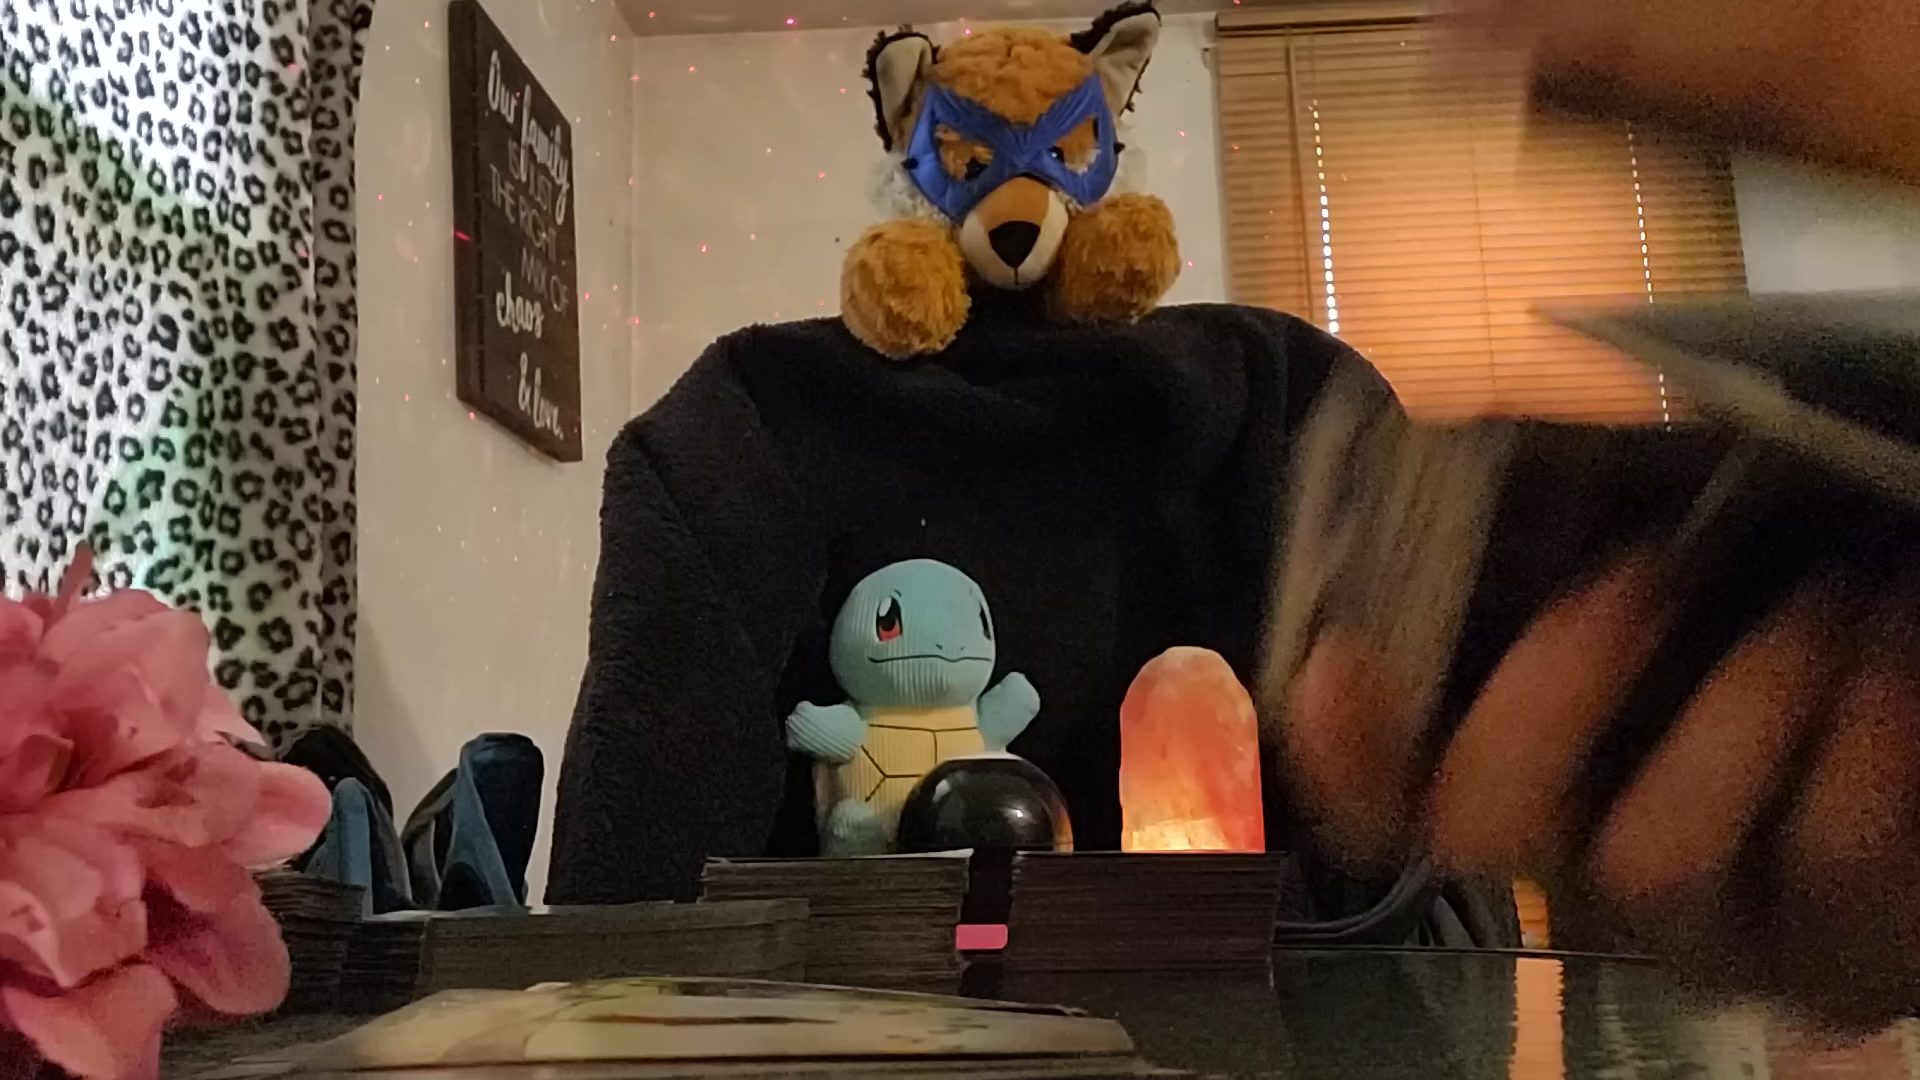 Our family
IS JUST
THE RIGHT
MIX OF
chaos
& love.